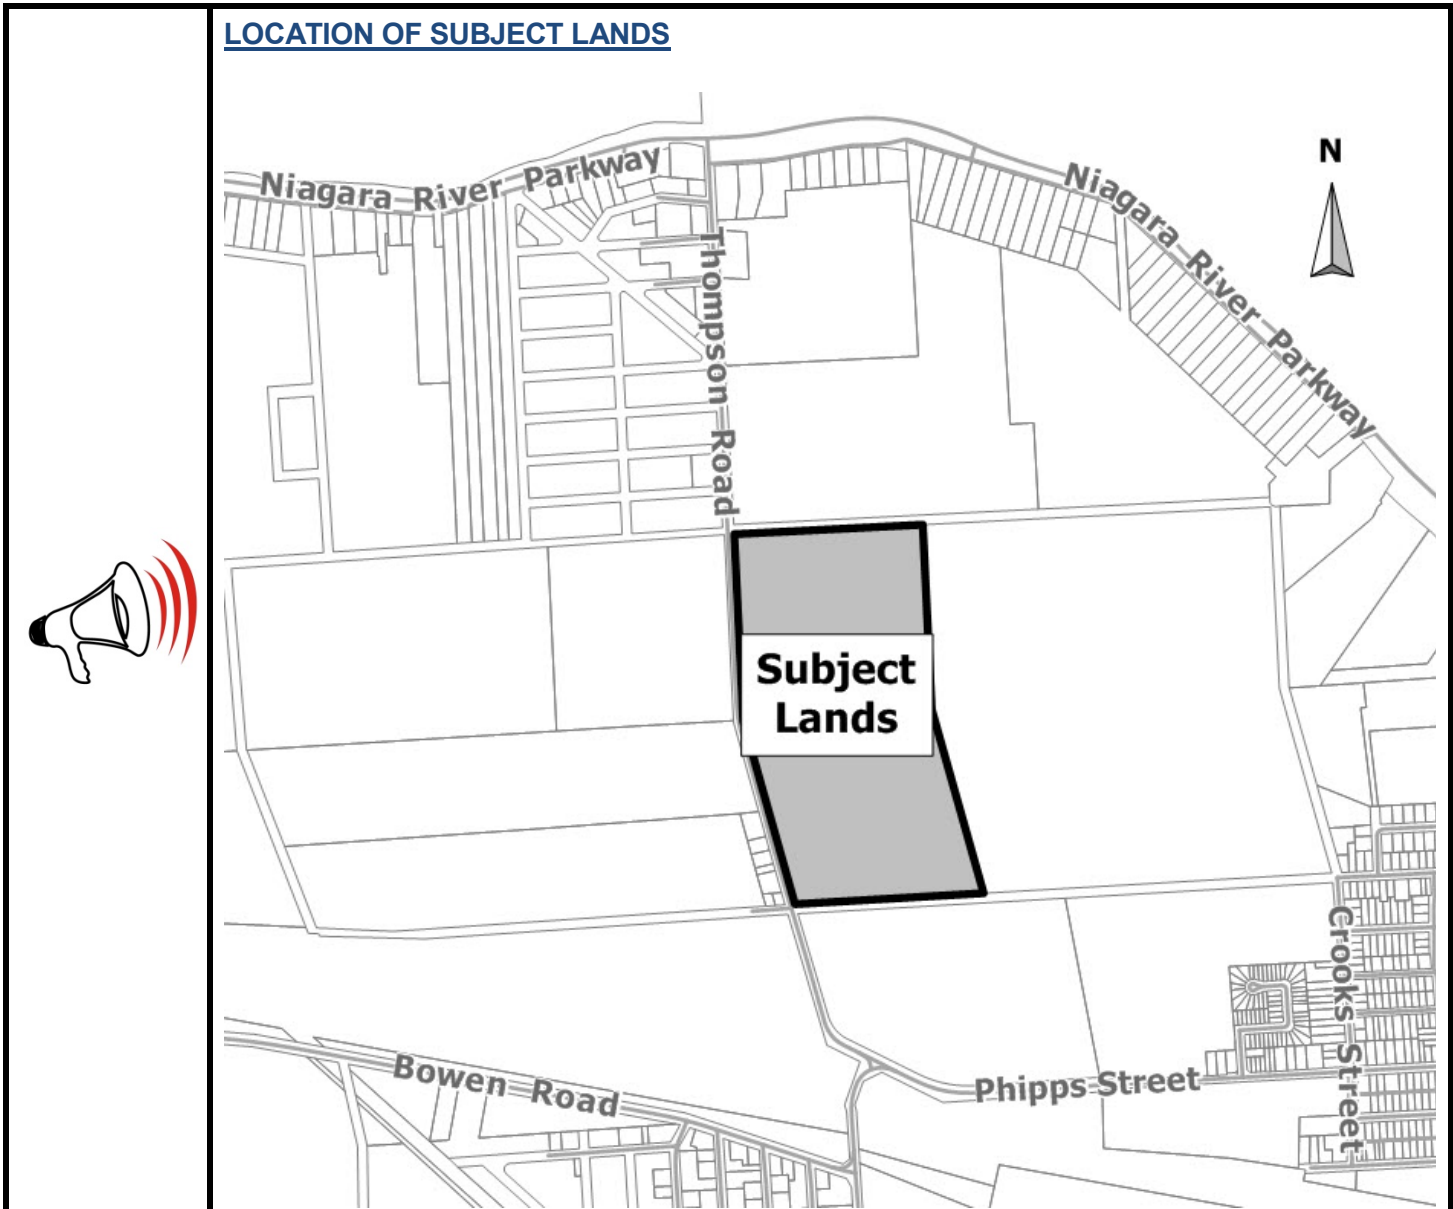 LOCATION OF SUBJECT LANDS
Niagara River Parkway
N
Niagara River Parkway
Thompson Road
Subject
Lands
Crooks Street
Bowen Road
Phipps Street